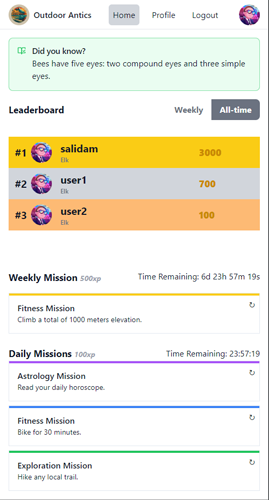 Outdoor Antics Home Profile Logout
Did you know?
Bees have five eyes: two compound eyes and three simple
eyes.
Leaderboard Weekly All-time
#1 salidam 3000
Elk
#2 user1 700
Elk
#3 user2 100
Elk
Weekly Mission 500xp Time Remaining: 6d 23h 57m 19s
Fitness Mission
Climb a total of 1000 meters elevation.
Daily Missions 100xp Time Remaining: 23:57:19
Astrology Mission
Read your daily horoscope.
Fitness Mission
Bike for 30 minutes.
Exploration Mission
Hike any local trail.